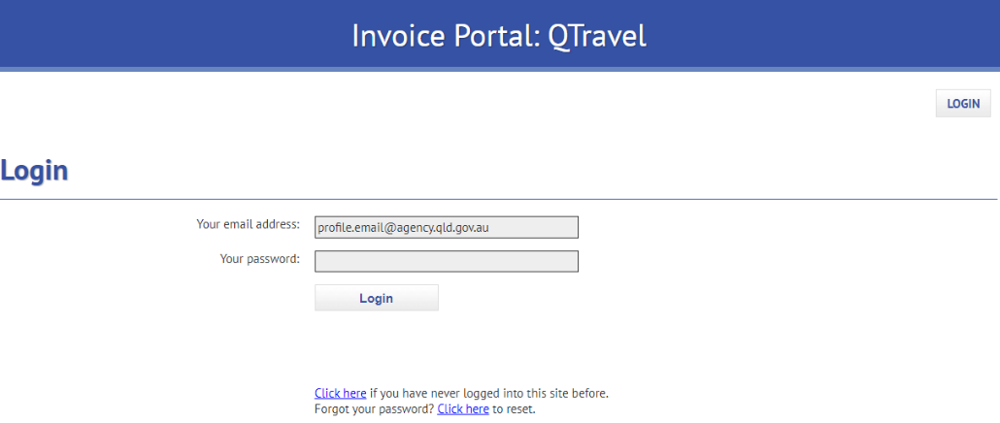 Invoice Portal: QTravel
LOGIN
Login
Your email address: profile.email@agency.qld.gov.au
Your password:
Login
Click here if you have never logged into this site before.
Forgot your password? Click here to reset.